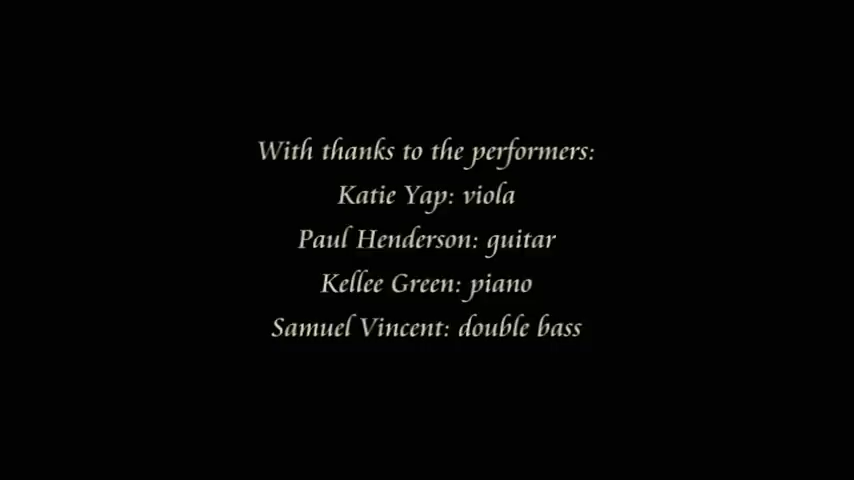 With thanks to the performers:
Katie Yap: viola
Paul Henderson: guitar
Kellee Green: piano
Samuel Vincent: double bass